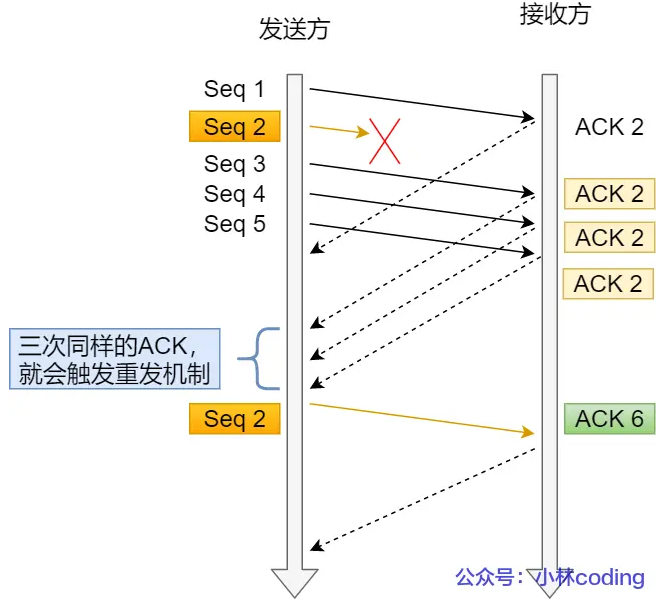 发送方
接收方
Seq 1
Seq 2
ACK 2
Seq 3
Seq 4
ACK 2
Seq 5
ACK 2
ACK 2
三次同样的ACK，
就会触发重发机制
Seq 2
ACK 6
公众号：小林coding